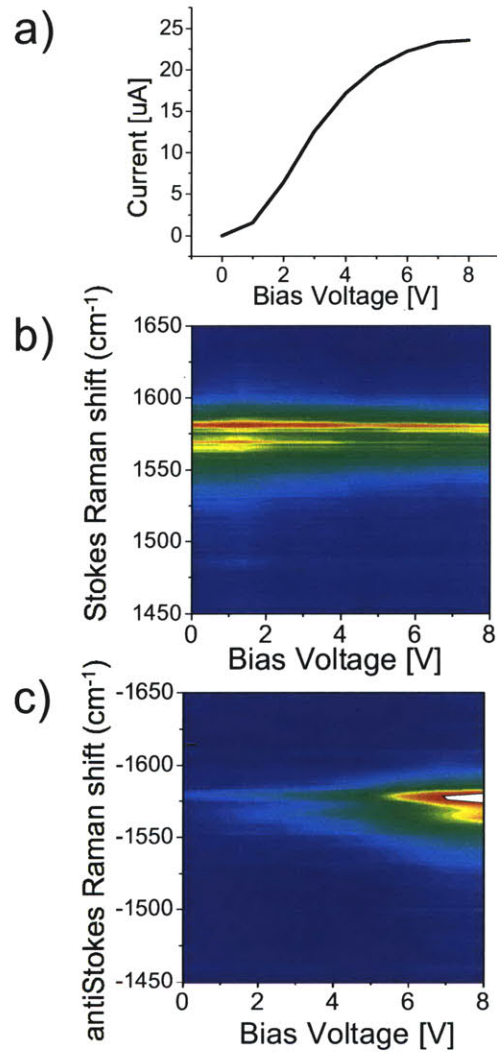 a)
Current [uA]
25
20
15
10
5
0
0 2 4 6 8
Bias Voltage [V]
b)
Stokes Raman shift (cm-1)
1650
1600
1550
1500
1450
0 2 4 6 8
Bias Voltage [V]
c)
antiStokes Raman shift (cm-1)
-1650
-1600
-1550
-1500
-1450
0 2 4 6 8
Bias Voltage [V]